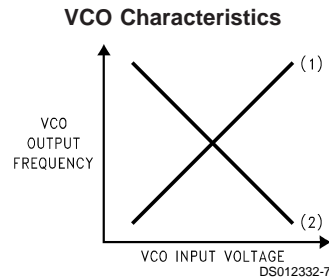 VCO Characteristics
(1)
VCO
OUTPUT
FREQUENCY
(2)
VCO INPUT VOLTAGE
DS012332-7